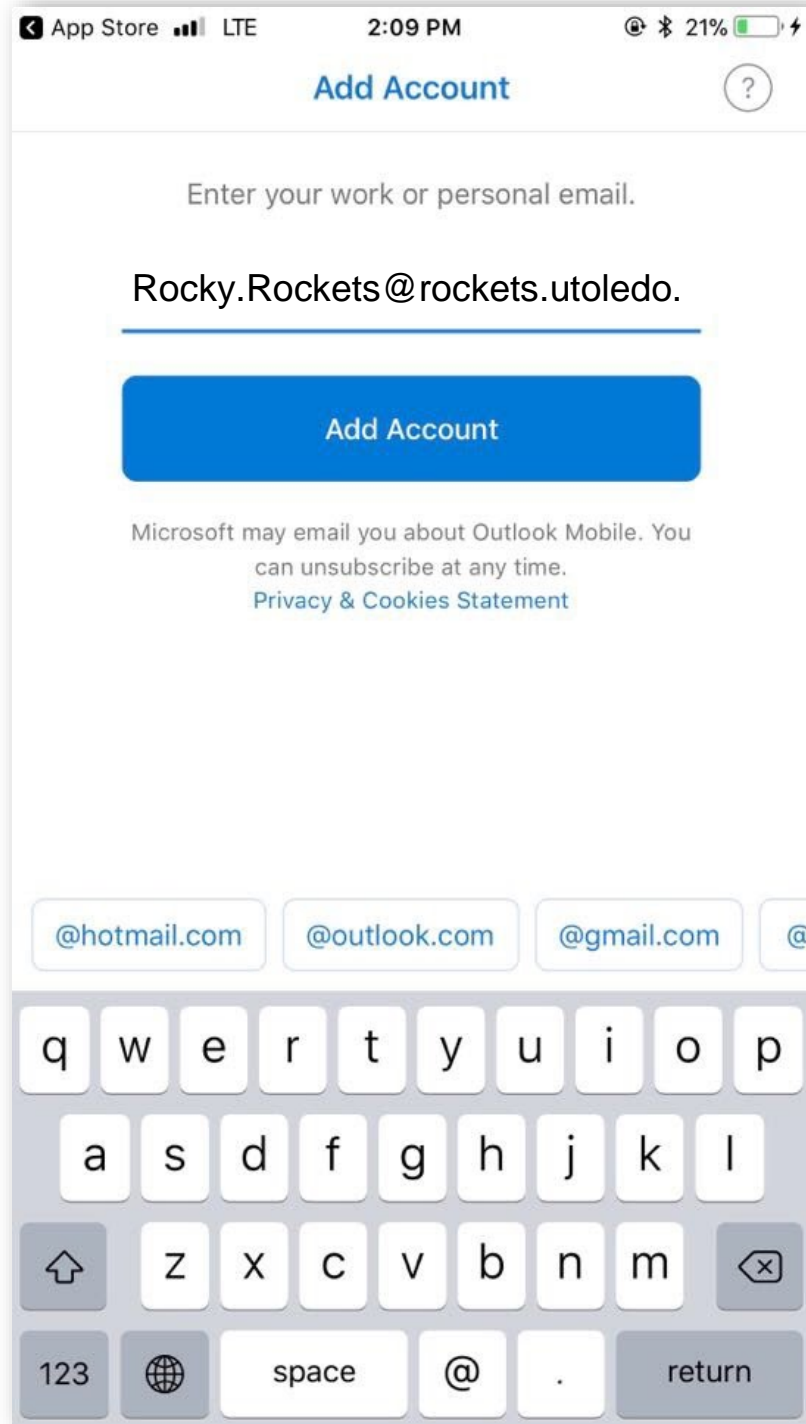 App Store LTE 2:09 PM 21%
Add Account ?
Enter your work or personal email.
Rocky.Rockets@rockets.utoledo.
Add Account
Microsoft may email you about Outlook Mobile. You
can unsubscribe at any time.
Privacy & Cookies Statement
@hotmail.com @outlook.com @gmail.com @
q w e r t y u i o p
a s d f g h j k l
z x c v b n m
123 space @ . return